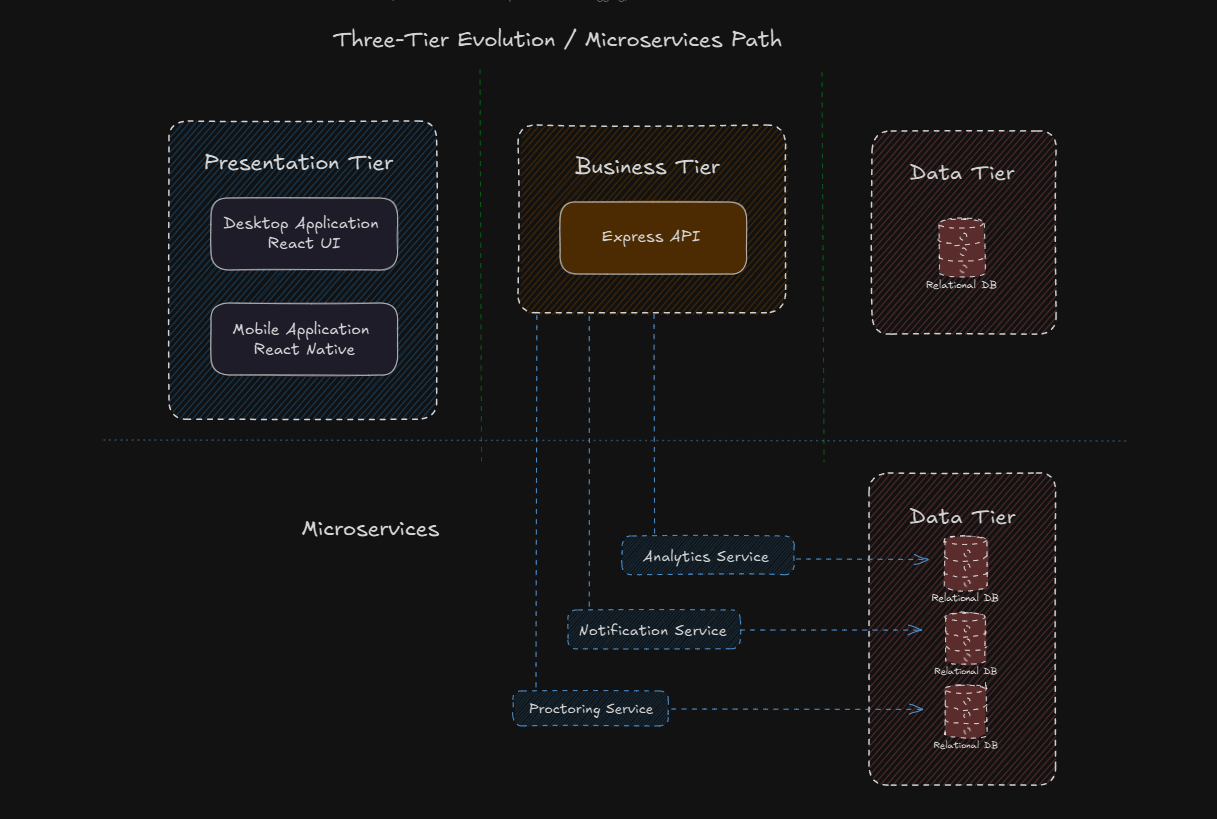 Three-Tier Evolution / Microservices Path
Presentation Tier
Desktop Application
React UI
Mobile Application
React Native
Business Tier
Express API
Data Tier
Relational DB
Microservices
Analytics Service
Notification Service
Proctoring Service
Data Tier
Relational DB
Relational DB
Relational DB